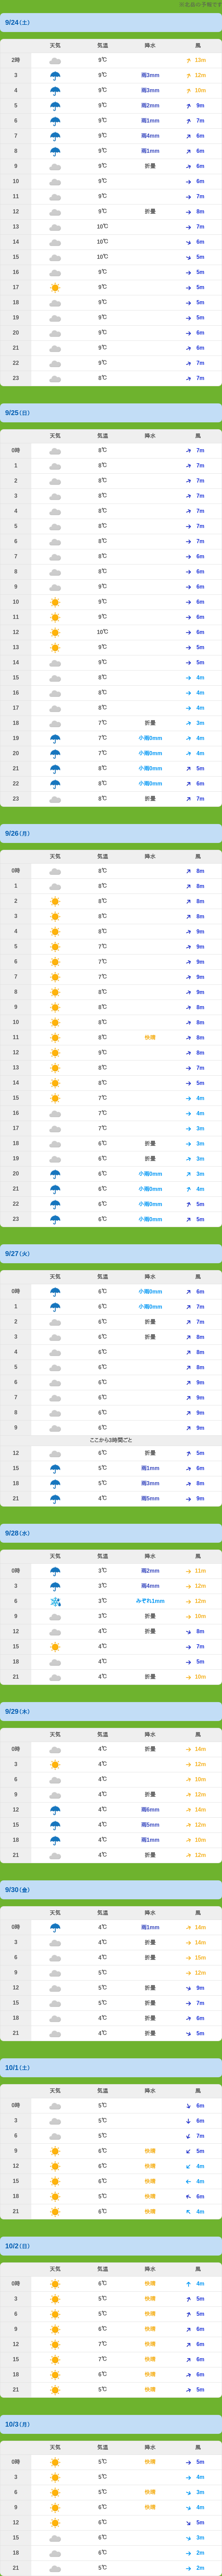 9/24(土)
天気 気温 降水 風
2時 9℃ 13m
3 9℃ 雨3mm 12m
4 9℃ 雨3mm 10m
5 9℃ 雨2mm 9m
6 9℃ 雨1mm 7m
7 9℃ 雨4mm 6m
8 9℃ 雨1mm 6m
9 9℃ 折曇 6m
10 9℃ 6m
11 9℃ 7m
12 9℃ 折曇 8m
13 10℃ 7m
14 10℃ 6m
15 10℃ 5m
16 9℃ 5m
17 9℃ 5m
18 9℃ 5m
19 9℃ 5m
20 9℃ 6m
21 9℃ 6m
22 9℃ 7m
23 8℃ 7m
9/25(日)
天気 気温 降水 風
0時 8℃ 7m
1 8℃ 7m
2 8℃ 7m
3 8℃ 7m
4 8℃ 7m
5 8℃ 7m
6 8℃ 7m
7 8℃ 6m
8 8℃ 6m
9 9℃ 6m
10 9℃ 6m
11 9℃ 6m
12 10℃ 6m
13 9℃ 5m
14 9℃ 5m
15 8℃ 4m
16 8℃ 4m
17 8℃ 4m
18 7℃ 折曇 3m
19 7℃ 小雨0mm 4m
20 7℃ 小雨0mm 4m
21 8℃ 小雨0mm 5m
22 8℃ 小雨0mm 6m
23 8℃ 折曇 7m
9/26(月)
天気 気温 降水 風
0時 8℃ 8m
1 8℃ 8m
2 8℃ 8m
3 8℃ 8m
4 8℃ 9m
5 7℃ 9m
6 7℃ 9m
7 7℃ 9m
8 8℃ 9m
9 8℃ 8m
10 8℃ 8m
11 8℃ 快晴 8m
12 9℃ 8m
13 8℃ 7m
14 8℃ 5m
15 7℃ 4m
16 7℃ 4m
17 7℃ 3m
18 6℃ 折曇 3m
19 6℃ 折曇 3m
20 6℃ 小雨0mm 3m
21 6℃ 小雨0mm 4m
22 6℃ 小雨0mm 5m
23 6℃ 小雨0mm 5m
9/27(火)
天気 気温 降水 風
0時 6℃ 小雨0mm 6m
1 6℃ 小雨0mm 7m
2 6℃ 折曇 7m
3 6℃ 折曇 8m
4 6℃ 8m
5 6℃ 8m
6 6℃ 9m
7 6℃ 9m
8 6℃ 9m
9 6℃ 9m
ここから3時間ごと
12 6℃ 折曇 5m
15 5℃ 雨1mm 6m
18 5℃ 雨3mm 8m
21 4℃ 雨5mm 9m
9/28(水)
天気 気温 降水 風
0時 3℃ 雨2mm 11m
3 3℃ 雨4mm 12m
6 3℃ みぞれ1mm 12m
9 3℃ 折曇 10m
12 4℃ 折曇 8m
15 4℃ 7m
18 4℃ 5m
21 4℃ 折曇 10m
9/29(木)
天気 気温 降水 風
0時 4℃ 折曇 14m
3 4℃ 12m
6 4℃ 10m
9 4℃ 折曇 12m
12 4℃ 雨6mm 14m
15 4℃ 雨5mm 12m
18 4℃ 雨1mm 10m
21 4℃ 折曇 12m
9/30(金)
天気 気温 降水 風
0時 4℃ 雨1mm 14m
3 4℃ 折曇 14m
6 4℃ 折曇 15m
9 5℃ 12m
12 5℃ 折曇 9m
15 5℃ 折曇 7m
18 4℃ 折曇 6m
21 4℃ 折曇 5m
10/1(土)
天気 気温 降水 風
0時 5℃ 6m
3 5℃ 6m
6 5℃ 7m
9 6℃ 快晴 5m
12 6℃ 快晴 4m
15 6℃ 快晴 4m
18 5℃ 快晴 6m
21 6℃ 快晴 4m
10/2(日)
天気 気温 降水 風
0時 6℃ 快晴 4m
3 5℃ 快晴 5m
6 5℃ 快晴 5m
9 6℃ 快晴 6m
12 7℃ 快晴 6m
15 7℃ 快晴 6m
18 6℃ 快晴 6m
21 5℃ 快晴 5m
10/3(月)
天気 気温 降水 風
0時 5℃ 快晴 5m
3 5℃ 4m
6 5℃ 快晴 3m
9 6℃ 快晴 4m
12 6℃ 5m
15 6℃ 3m
18 6℃ 2m
21 5℃ 2m